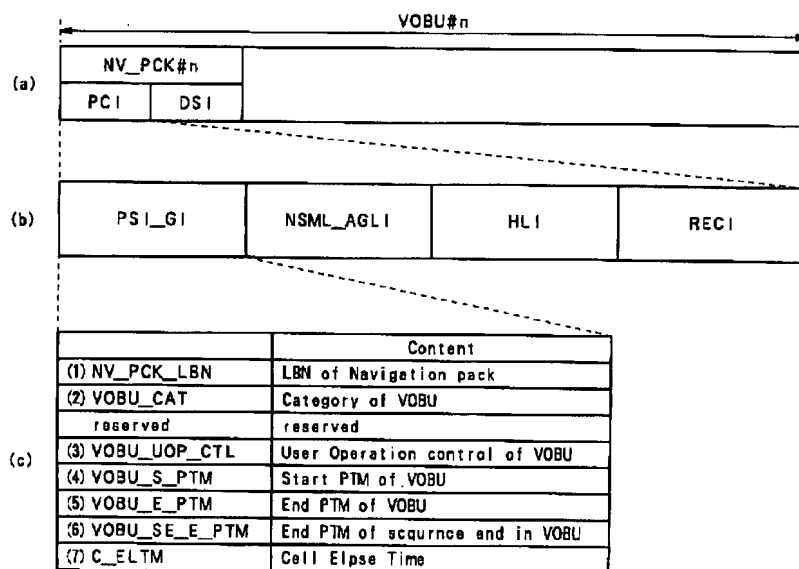 VOBU#n
(a)
NV_PCK#n
PCI DSI
(b)
PSI_GI NSML_AGLI HLI RECI
(c)
Content
(1) NV_PCK_LBN LBN of Navigation pack
(2) VOBU_CAT Category of VOBU
reserved reserved
(3) VOBU_UOP_CTL User Operation control of VOBU
(4) VOBU_S_PTM Start PTM of VOBU
(5) VOBU_E_PTM End PTM of VOBU
(6) VOBU_SE_E_PTM End PTM of scqurnce end in VOBU
(7) C_ELTM Cell Elpse Time